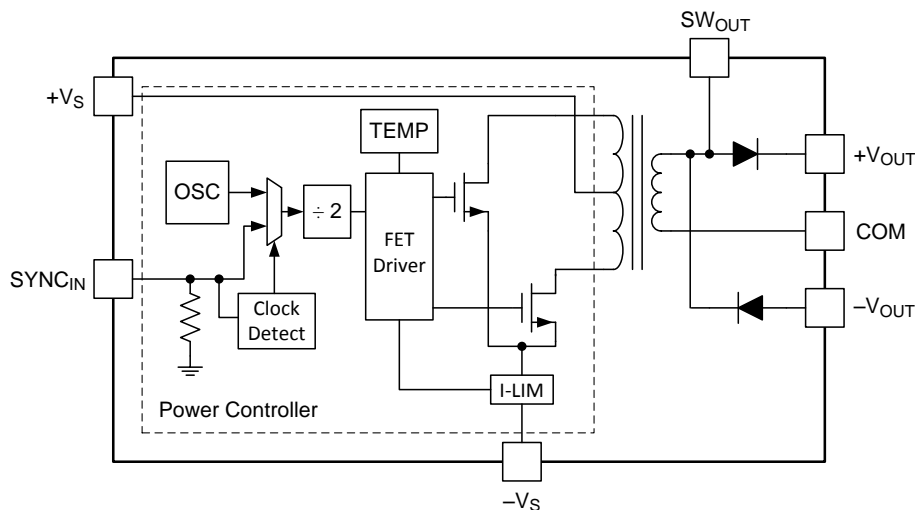 SW_OUT
+V_S
TEMP
+V_OUT
OSC
÷ 2
FET
Driver
COM
SYNC_IN
Clock
Detect
–V_OUT
I-LIM
Power Controller
–V_S